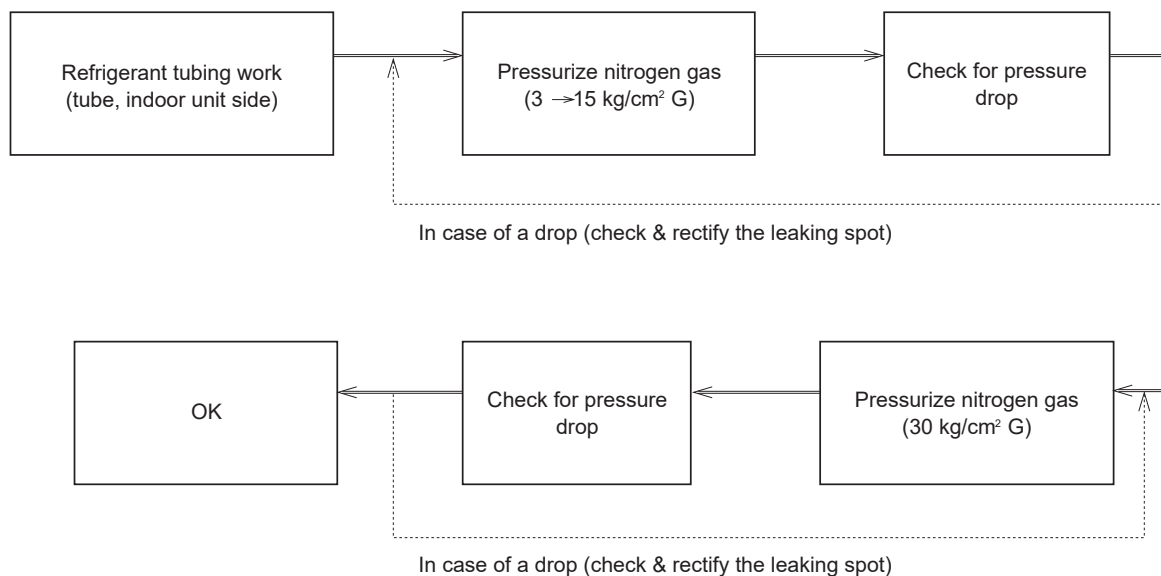 Refrigerant tubing work
(tube, indoor unit side)
Pressurize nitrogen gas
(3 →15 kg/cm² G)
Check for pressure
drop
In case of a drop (check & rectify the leaking spot)
OK
Check for pressure
drop
Pressurize nitrogen gas
(30 kg/cm² G)
In case of a drop (check & rectify the leaking spot)